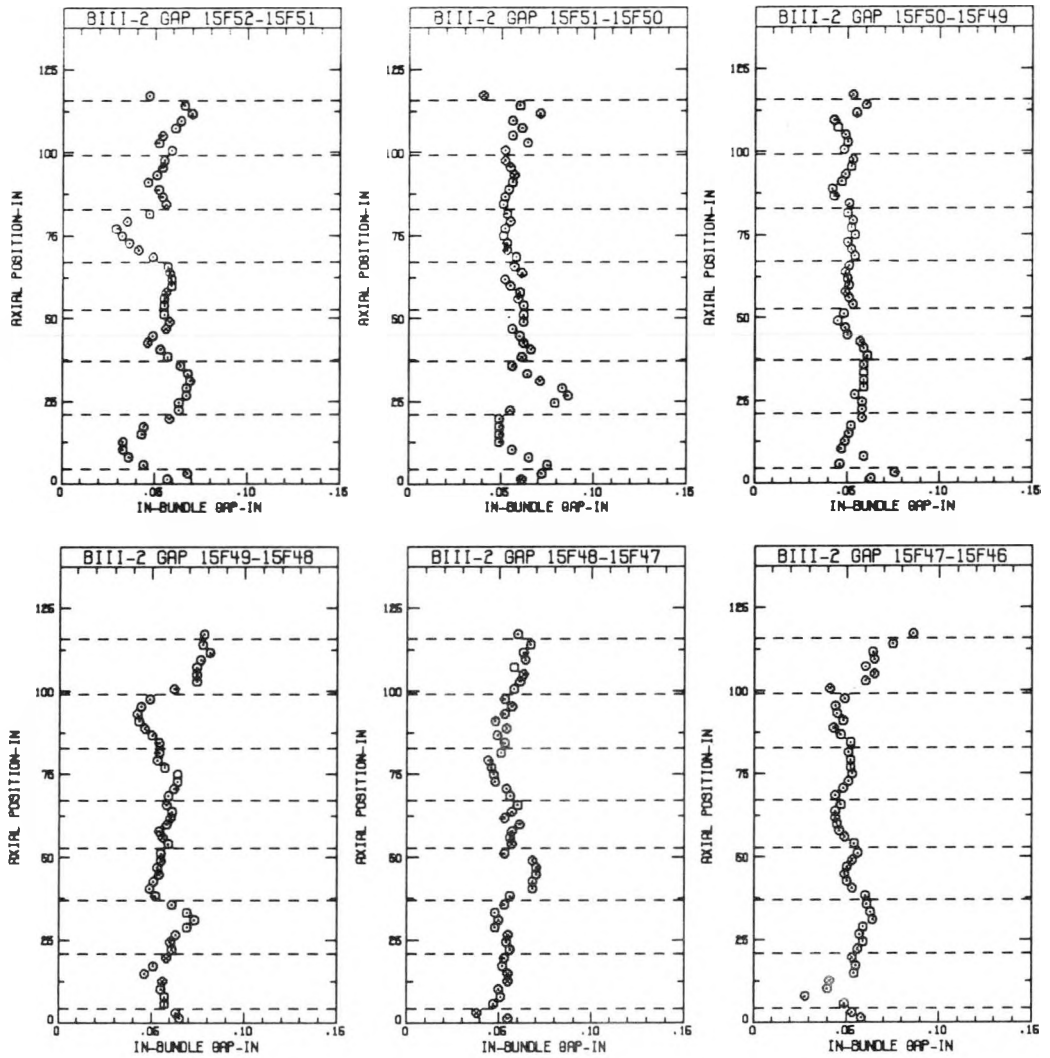 BIII-2 GAP 15F52-15F51
125
100
75
50
25
0
0 .05 .10 .15
AXIAL POSITION-IN
IN-BUNDLE GAP-IN
BIII-2 GAP 15F51-15F50
125
100
75
50
25
0
0 .05 .10 .15
AXIAL POSITION-IN
IN-BUNDLE GAP-IN
BIII-2 GAP 15F50-15F49
125
100
75
50
25
0
0 .05 .10 .15
AXIAL POSITION-IN
IN-BUNDLE GAP-IN
BIII-2 GAP 15F49-15F48
125
100
75
50
25
0
0 .05 .10 .15
AXIAL POSITION-IN
IN-BUNDLE GAP-IN
BIII-2 GAP 15F48-15F47
125
100
75
50
25
0
0 .05 .10 .15
AXIAL POSITION-IN
IN-BUNDLE GAP-IN
BIII-2 GAP 15F47-15F46
125
100
75
50
25
0
0 .05 .10 .15
AXIAL POSITION-IN
IN-BUNDLE GAP-IN